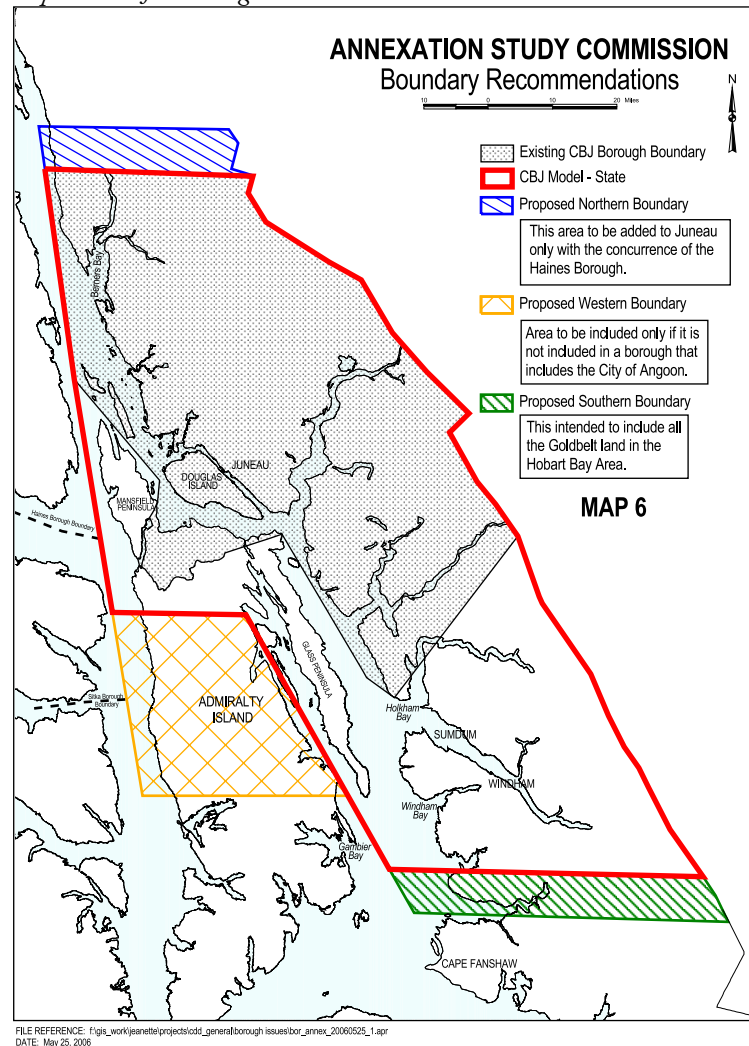 ANNEXATION STUDY COMMISSION
Boundary Recommendations
10 0 10 20 Miles
N
Existing CBJ Borough Boundary
CBJ Model - State
Proposed Northern Boundary
This area to be added to Juneau
only with the concurrence of the
Haines Borough.
Proposed Western Boundary
Area to be included only if it is
not included in a borough that
includes the City of Angoon.
Proposed Southern Boundary
This intended to include all
the Goldbelt land in the
Hobart Bay Area.
MAP 6
Berners Bay
JUNEAU
DOUGLAS
ISLAND
MANSFIELD
PENINSULA
Haines Borough Boundary
GLASS PENINSULA
ADMIRALTY
ISLAND
Sitka Borough
Boundary
Holkham
Bay
SUMDUM
WINDHAM
Windham
Bay
Gambier
Bay
CAPE FANSHAW
FILE REFERENCE: f:\gis_work\jeanette\projects\cdd_general\borough issues\bor_annex_20060525_1.apr
DATE: May 25, 2006